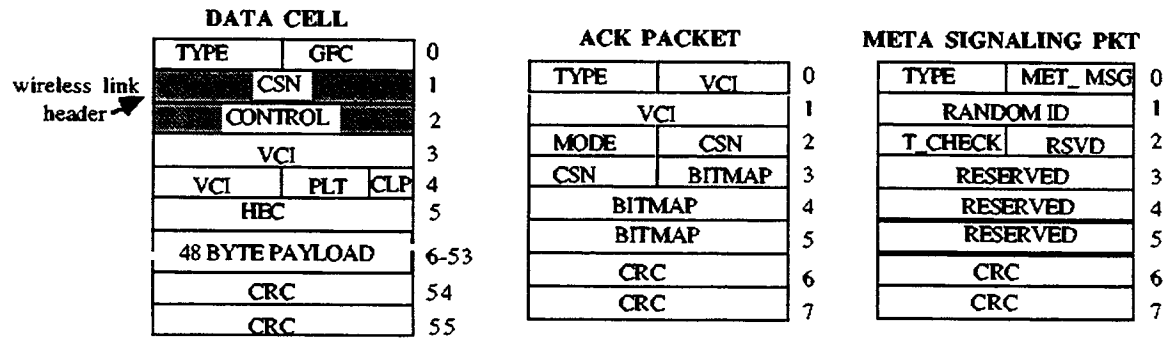 DATA CELL
TYPE GFC 0
wireless link header
CSN 1
CONTROL 2
VCI 3
VCI PLT CLP 4
HEC 5
48 BYTE PAYLOAD 6-53
CRC 54
CRC 55
ACK PACKET
TYPE VCI 0
VCI 1
MODE CSN 2
CSN BITMAP 3
BITMAP 4
BITMAP 5
CRC 6
CRC 7
META SIGNALING PKT
TYPE MET_MSG 0
RANDOM ID 1
T_CHECK RSVD 2
RESERVED 3
RESERVED 4
RESERVED 5
CRC 6
CRC 7